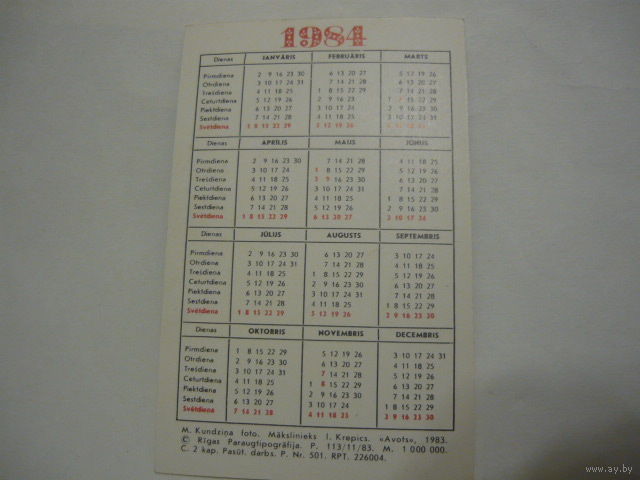 1984
Dienas JANVĀRIS FEBRUĀRIS MARTS
Pirmdiena 2 9 16 23 30 6 13 20 27 5 12 19 26
Otrdiena 3 10 17 24 31 7 14 21 28 6 13 20 27
Trešdiena 4 11 18 25 1 8 15 22 29 7 14 21 28
Ceturtdiena 5 12 19 26 2 9 16 23 1 8 15 22 29
Piektdiena 6 13 20 27 3 10 17 24 2 9 16 23 30
Sestdiena 7 14 21 28 4 11 18 25 3 10 17 24 31
Svētdiena 1 8 15 22 29 5 12 19 26 4 11 18 25
Dienas APRĪLIS MAIJS JŪNIJS
Pirmdiena 2 9 16 23 30 7 14 21 28 4 11 18 25
Otrdiena 3 10 17 24 1 8 15 22 29 5 12 19 26
Trešdiena 4 11 18 25 2 9 16 23 30 6 13 20 27
Ceturtdiena 5 12 19 26 3 10 17 24 31 7 14 21 28
Piektdiena 6 13 20 27 4 11 18 25 1 8 15 22 29
Sestdiena 7 14 21 28 5 12 19 26 2 9 16 23 30
Svētdiena 1 8 15 22 29 6 13 20 27 3 10 17 24
Dienas JŪLIJS AUGUSTS SEPTEMBRIS
Pirmdiena 2 9 16 23 30 6 13 20 27 3 10 17 24
Otrdiena 3 10 17 24 31 7 14 21 28 4 11 18 25
Trešdiena 4 11 18 25 1 8 15 22 29 5 12 19 26
Ceturtdiena 5 12 19 26 2 9 16 23 30 6 13 20 27
Piektdiena 6 13 20 27 3 10 17 24 31 7 14 21 28
Sestdiena 7 14 21 28 4 11 18 25 1 8 15 22 29
Svētdiena 1 8 15 22 29 5 12 19 26 2 9 16 23 30
Dienas OKTOBRIS NOVEMBRIS DECEMBRIS
Pirmdiena 1 8 15 22 29 5 12 19 26 3 10 17 24 31
Otrdiena 2 9 16 23 30 6 13 20 27 4 11 18 25
Trešdiena 3 10 17 24 31 7 14 21 28 5 12 19 26
Ceturtdiena 4 11 18 25 1 8 15 22 29 6 13 20 27
Piektdiena 5 12 19 26 2 9 16 23 30 7 14 21 28
Sestdiena 6 13 20 27 3 10 17 24 1 8 15 22 29
Svētdiena 7 14 21 28 4 11 18 25 2 9 16 23 30
M. Kundziņa foto. Mākslinieks I. Krepics. «Avots», 1983.
© Rīgas Paraugtipogrāfija. P. 113/11/83. M. 1 000 000.
C. 2 kap. Pasūt. darbs. P. Nr. 501. RPT. 226004.
www.ay.by